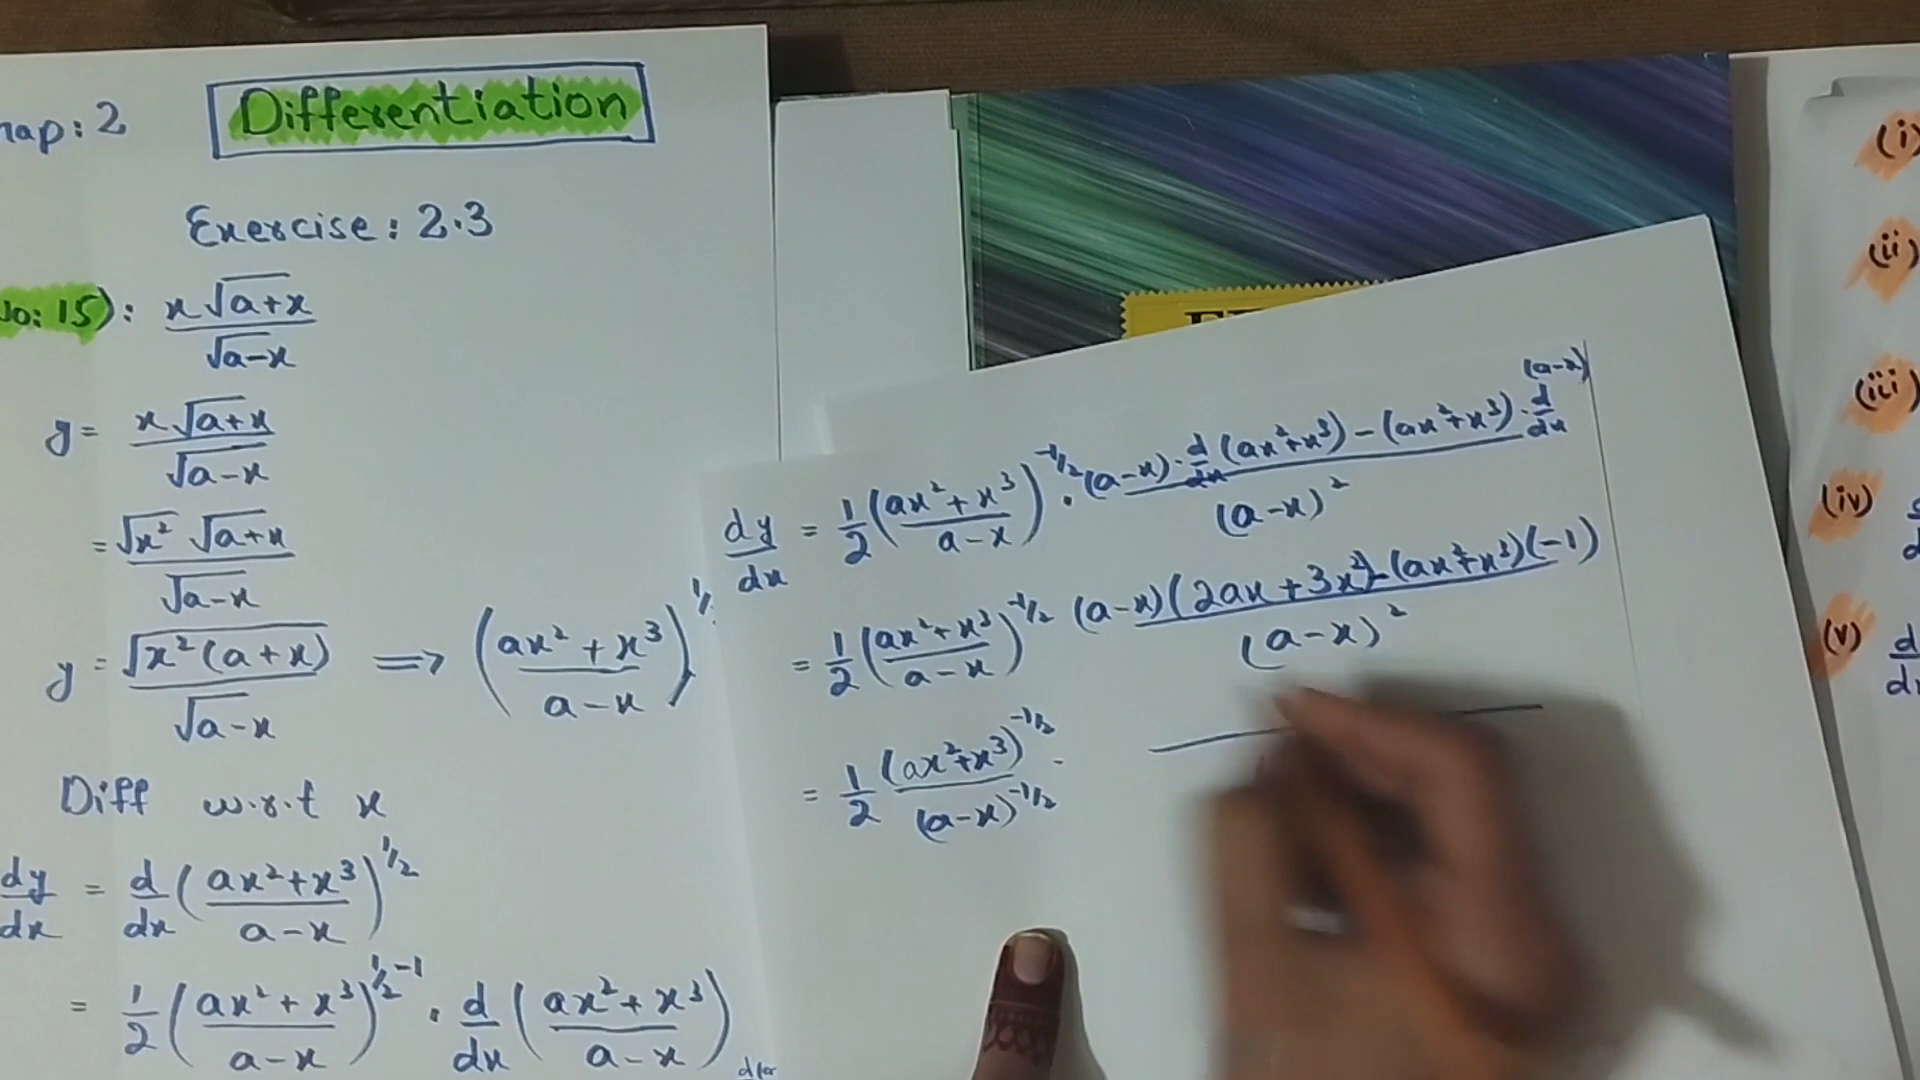 hap: 2 Differentiation
Exercise: 2.3
No: 15): x√(a+x) / √(a-x)
y = x√(a+x) / √(a-x)
= √x² √(a+x) / √(a-x)
y = √(x²(a+x)) / √(a-x) ⟹ ((ax² + x³) / (a-x))^1/
Diff w.r.t x
dy/dx = d/dx ((ax²+x³) / (a-x))^1/2
= 1/2 ((ax² + x³) / (a-x))^(1/2 -1) · d/dx ((ax² + x³) / (a-x))
dy/dx = 1/2 ((ax² + x³) / (a-x))^-1/2 · ((a-x) · d/dx (ax²+x³) - (ax²+x³) · d/dx (a-x)) / (a-x)²
= 1/2 ((ax²+x³) / (a-x))^-1/2 ((a-x)(2ax + 3x²) - (ax²+x³)(-1)) / (a-x)²
= 1/2 (ax²+x³)^-1/2 / (a-x)^-1/2 ·
(i)
(ii)
(iii)
(iv)
(v) d/d